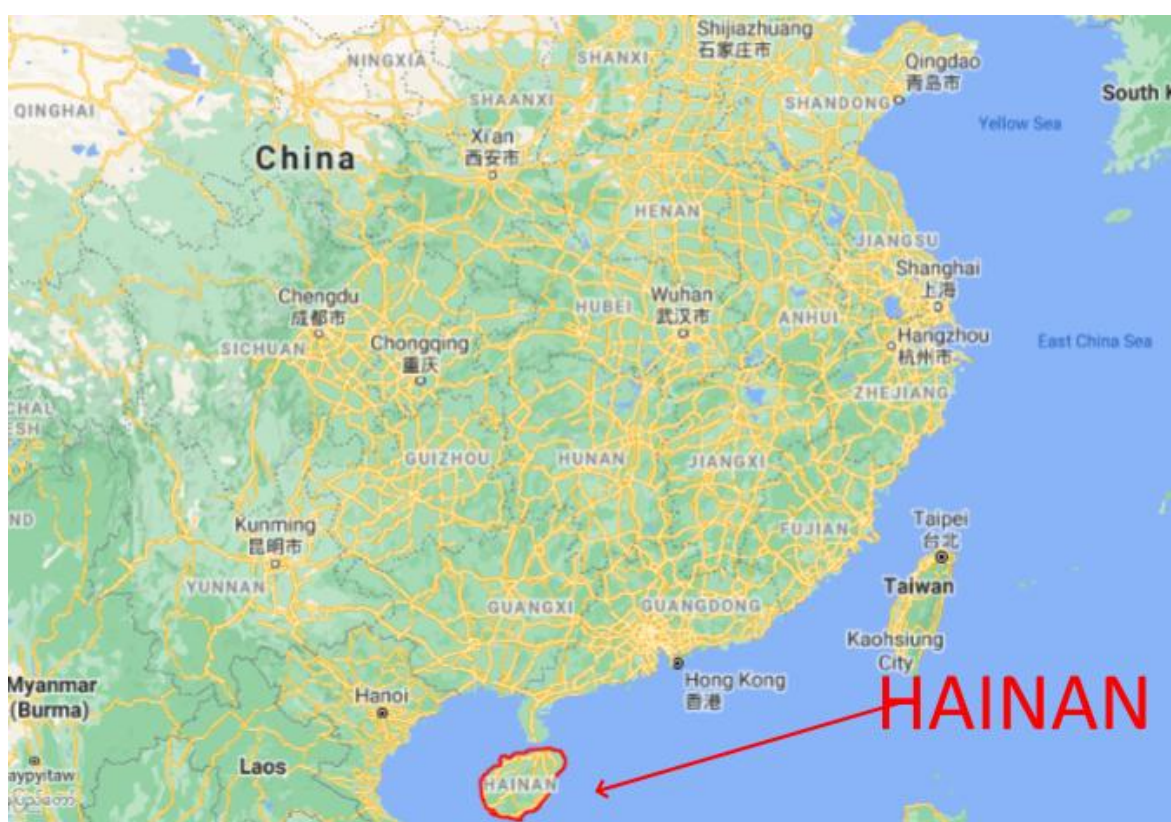 Shijiazhuang
石家庄市
NINGXIA
SHANXI
Qingdao
青岛市
QINGHAI
SHAANXI
SHANDONG
South K
Yellow Sea
Xi'an
西安市
China
HENAN
JIANGSU
Shanghai
上海
Chengdu
成都市
HUBEI
Wuhan
武汉市
ANHUI
Hangzhou
杭州市
East China Sea
SICHUAN
Chongqing
重庆
ZHEJIANG
CHAL
ESH
GUIZHOU
HUNAN
JIANGXI
ND
Kunming
昆明市
FUJIAN
Taipei
台北
YUNNAN
Taiwan
GUANGXI
GUANGDONG
Kaohsiung
City
Hong Kong
香港
Myanmar
(Burma)
Hanoi
HAINAN
Laos
HAINAN
aypyitaw